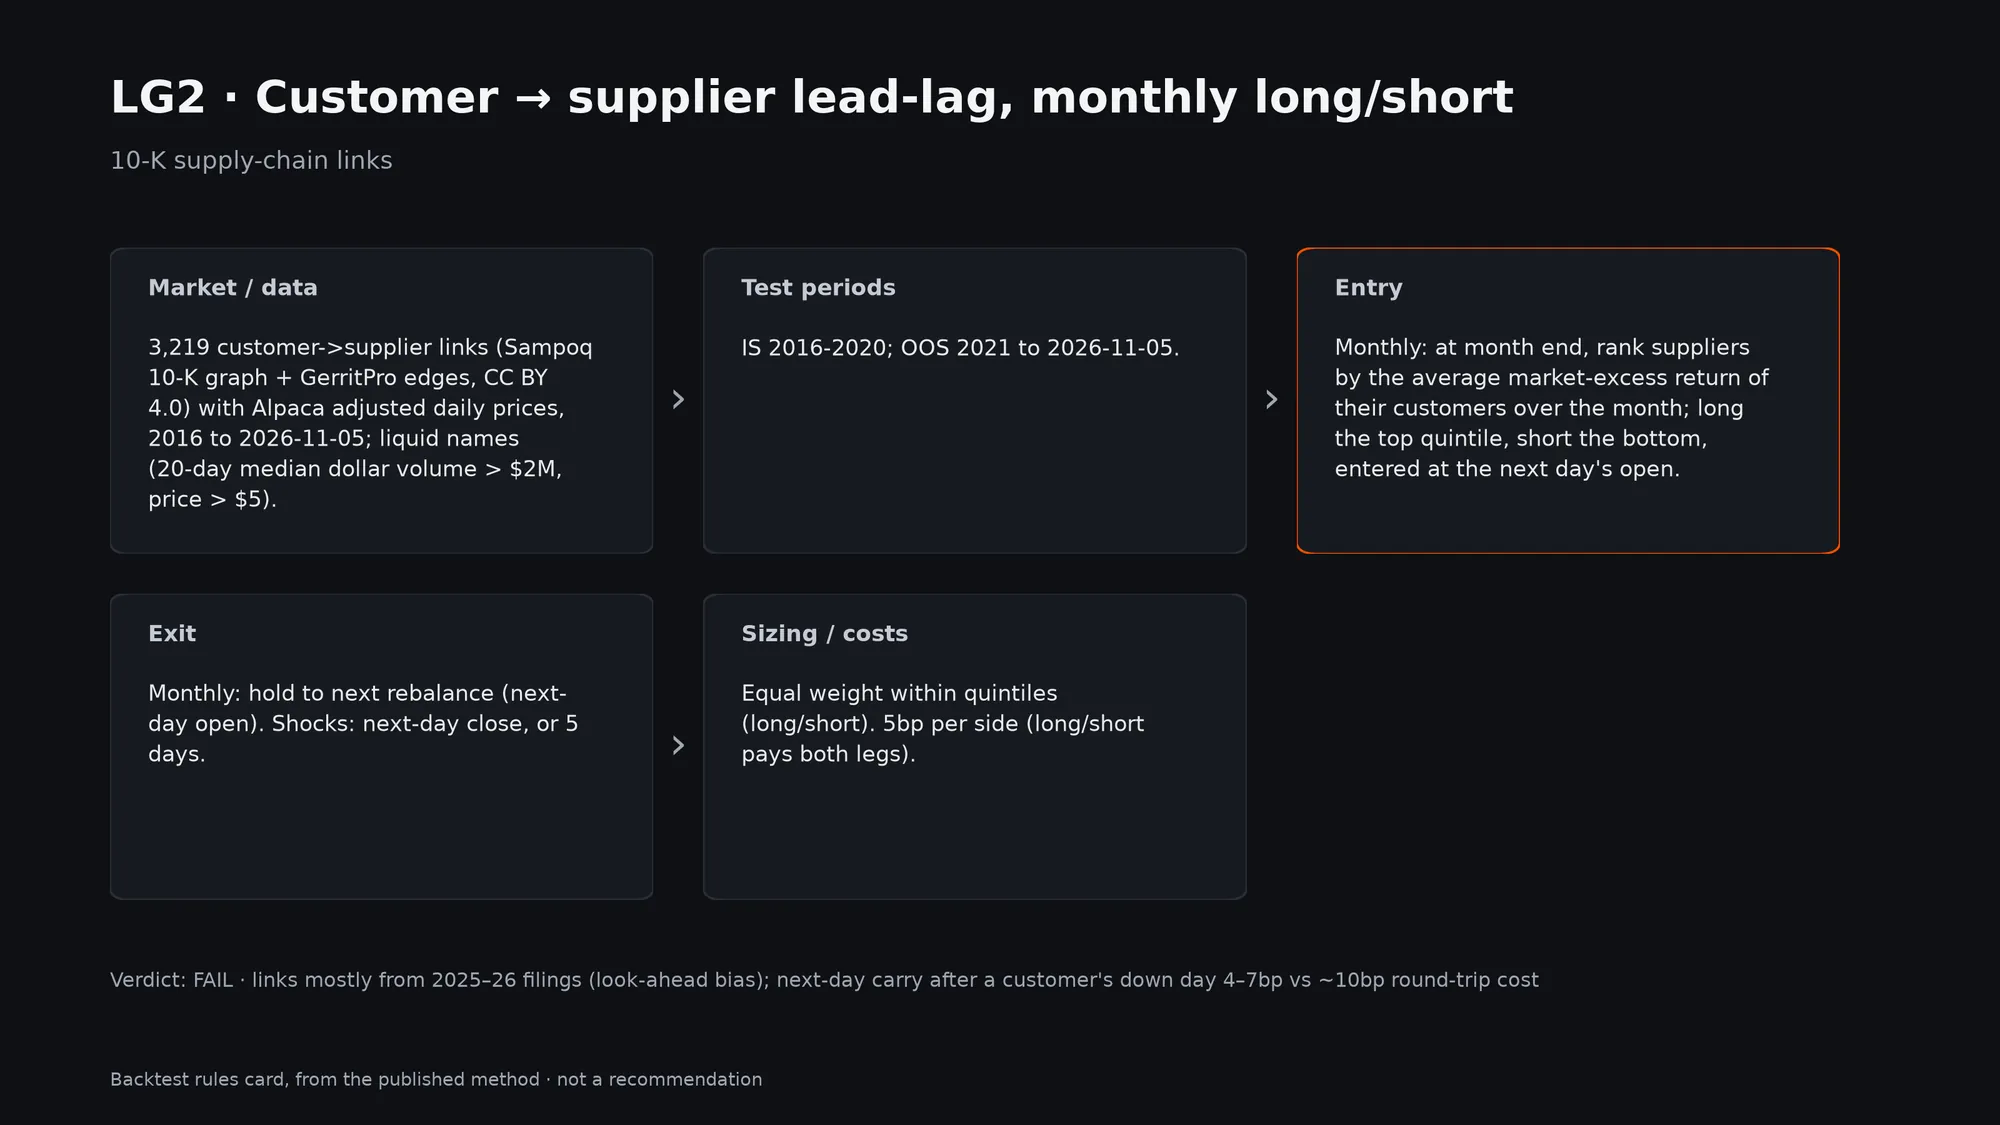 LG2 · Customer → supplier lead-lag, monthly long/short
10-K supply-chain links
Market / data
3,219 customer->supplier links (Sampoq
10-K graph + GerritPro edges, CC BY
4.0) with Alpaca adjusted daily prices,
2016 to 2026-11-05; liquid names
(20-day median dollar volume > $2M,
price > $5).
›
Test periods
IS 2016-2020; OOS 2021 to 2026-11-05.
›
Entry
Monthly: at month end, rank suppliers
by the average market-excess return of
their customers over the month; long
the top quintile, short the bottom,
entered at the next day's open.
Exit
Monthly: hold to next rebalance (next-
day open). Shocks: next-day close, or 5
days.
›
Sizing / costs
Equal weight within quintiles
(long/short). 5bp per side (long/short
pays both legs).
Verdict: FAIL · links mostly from 2025–26 filings (look-ahead bias); next-day carry after a customer's down day 4–7bp vs ~10bp round-trip cost
Backtest rules card, from the published method · not a recommendation